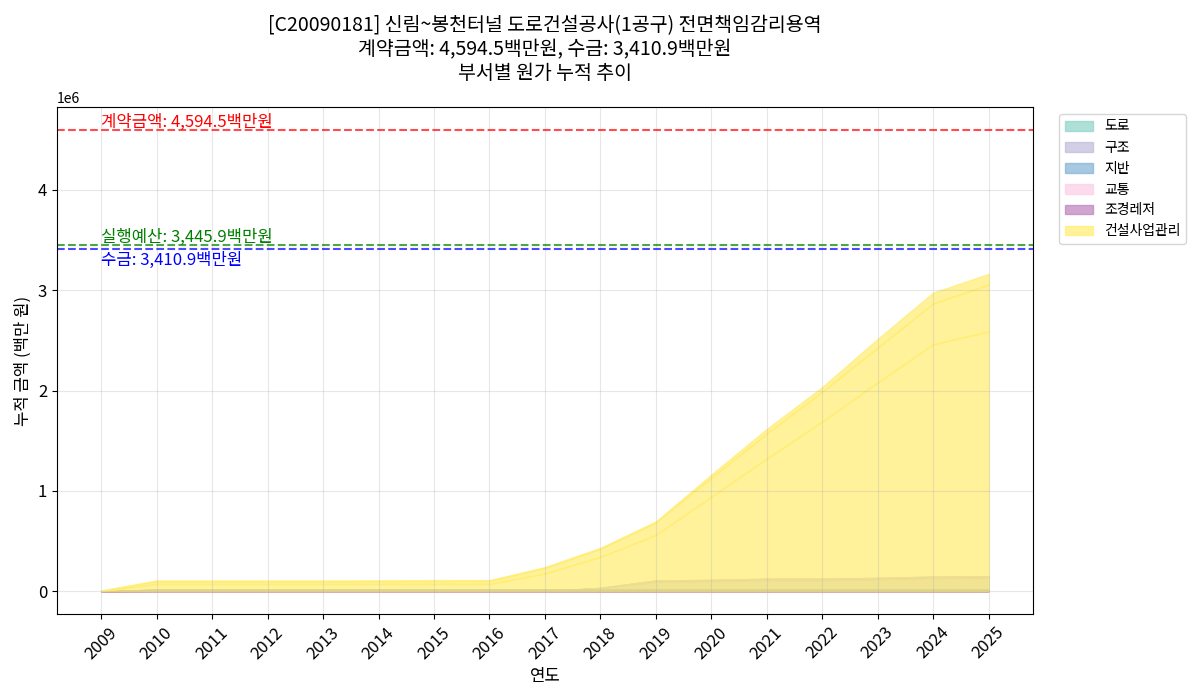 [C20090181] 신림~봉천터널 도로건설공사(1공구) 전면책임감리용역
계약금액: 4,594.5백만원, 수금: 3,410.9백만원
부서별 원가 누적 추이
1e6
계약금액: 4,594.5백만원
실행예산: 3,445.9백만원
수금: 3,410.9백만원
누적 금액 (백만 원)
4
3
2
1
0
2009
2010
2011
2012
2013
2014
2015
2016
2017
2018
2019
2020
2021
2022
2023
2024
2025
연도
도로
구조
지반
교통
조경레저
건설사업관리